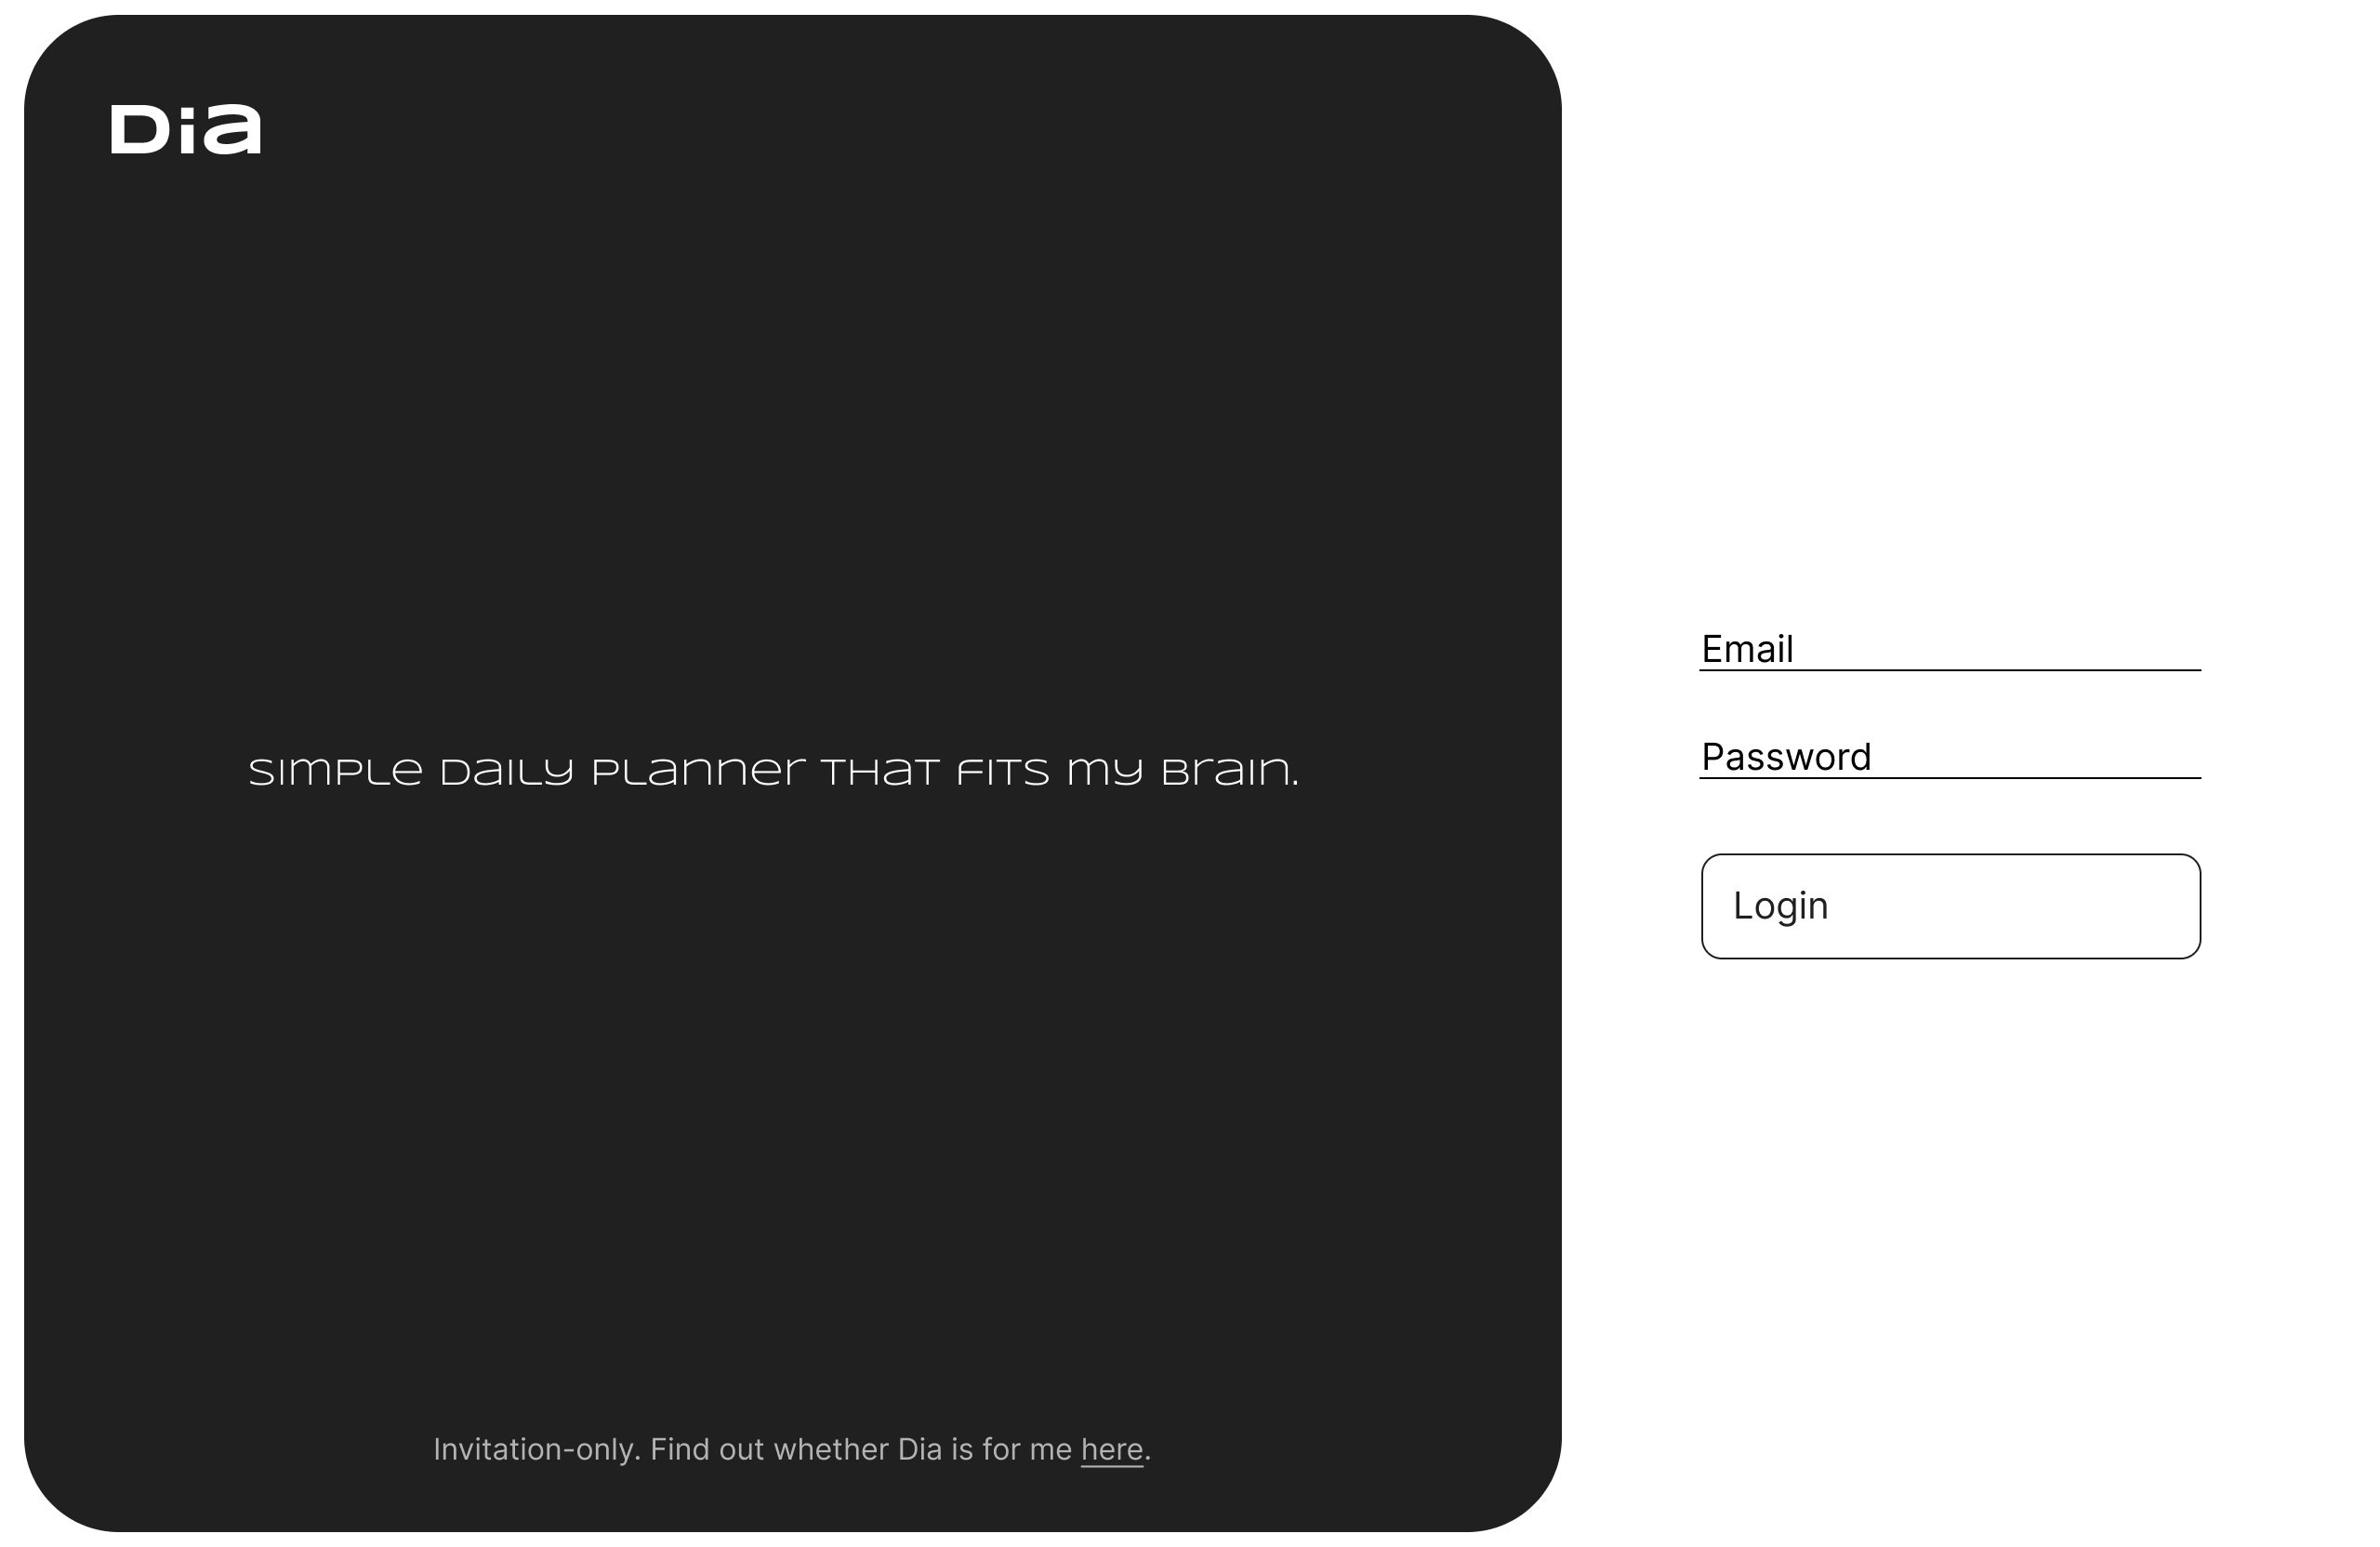 Dia
Simple daily planner that fits my brain.
Invitation-only. Find out whether Dia is for me here.
Email
Password
Login